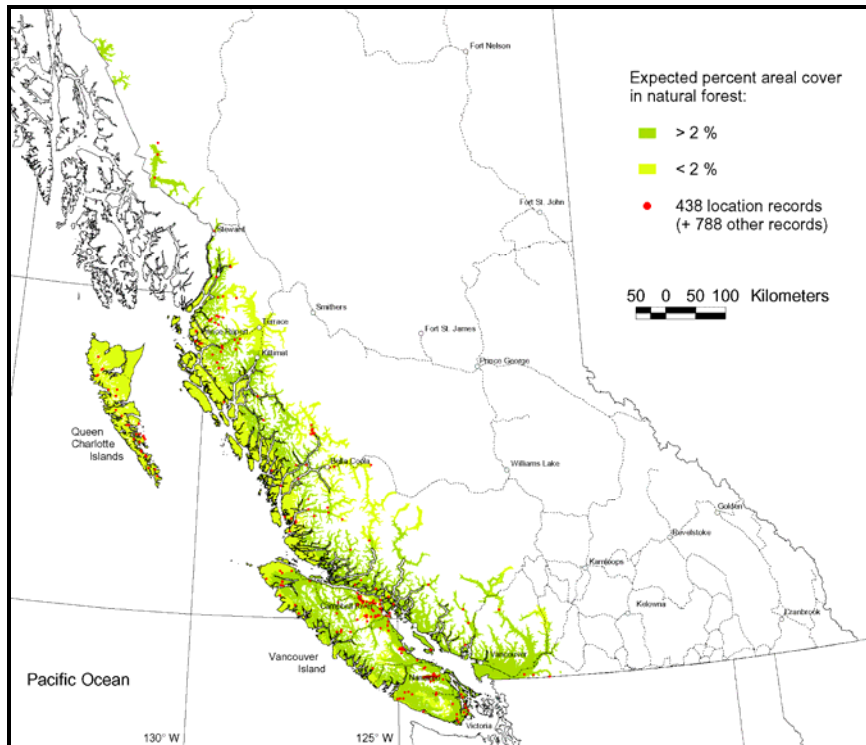 Fort Nelson
Expected percent areal cover
in natural forest:
> 2 %
< 2 %
438 location records
(+ 788 other records)
Fort St. John
Stewart
50 0 50 100 Kilometers
Smithers
Terrace
Prince Rupert
Fort St. James
Kitimat
Prince George
Queen
Charlotte
Islands
Bella Coola
Williams Lake
Golden
Revelstoke
Kamloops
Campbell River
Kelowna
Cranbrook
Vancouver
Vancouver
Island
Nanaimo
Pacific Ocean
Victoria
130° W
125° W